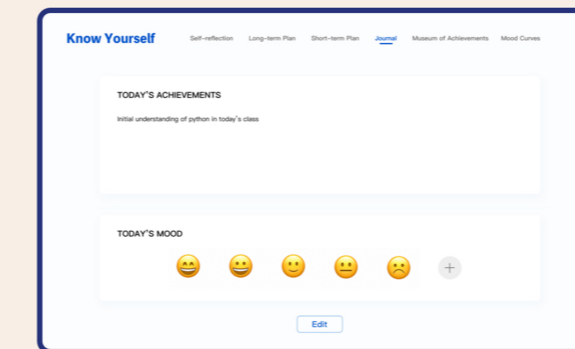 Know Yourself
Self-reflection Long-term Plan Short-term Plan Journal Museum of Achievements Mood Curves
TODAY'S ACHIEVEMENTS
Initial understanding of python in today's class
TODAY'S MOOD
Edit